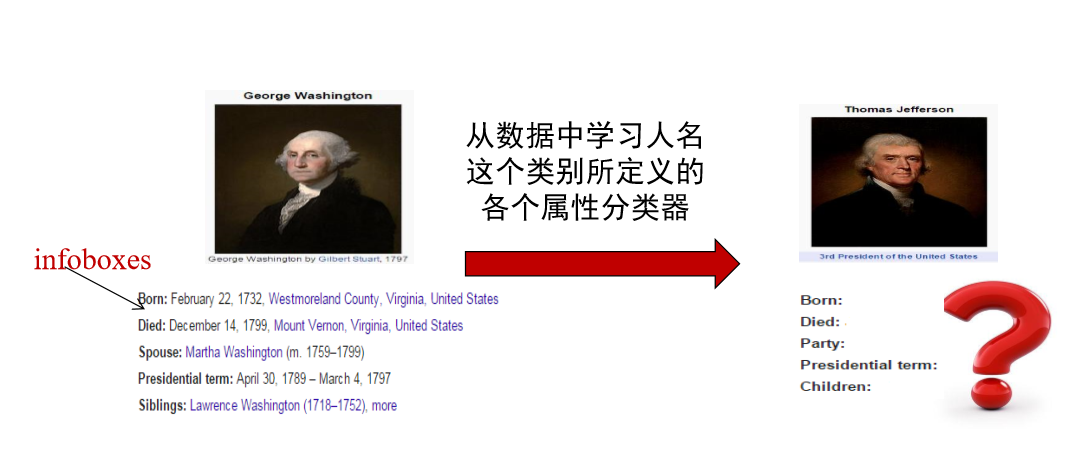 George Washington
George Washington by Gilbert Stuart, 1797
infoboxes
Born: February 22, 1732, Westmoreland County, Virginia, United States
Died: December 14, 1799, Mount Vernon, Virginia, United States
Spouse: Martha Washington (m. 1759–1799)
Presidential term: April 30, 1789 – March 4, 1797
Siblings: Lawrence Washington (1718–1752), more
从数据中学习人名
这个类别所定义的
各个属性分类器
Thomas Jefferson
3rd President of the United States
Born:
Died:
Party:
Presidential term:
Children:
?